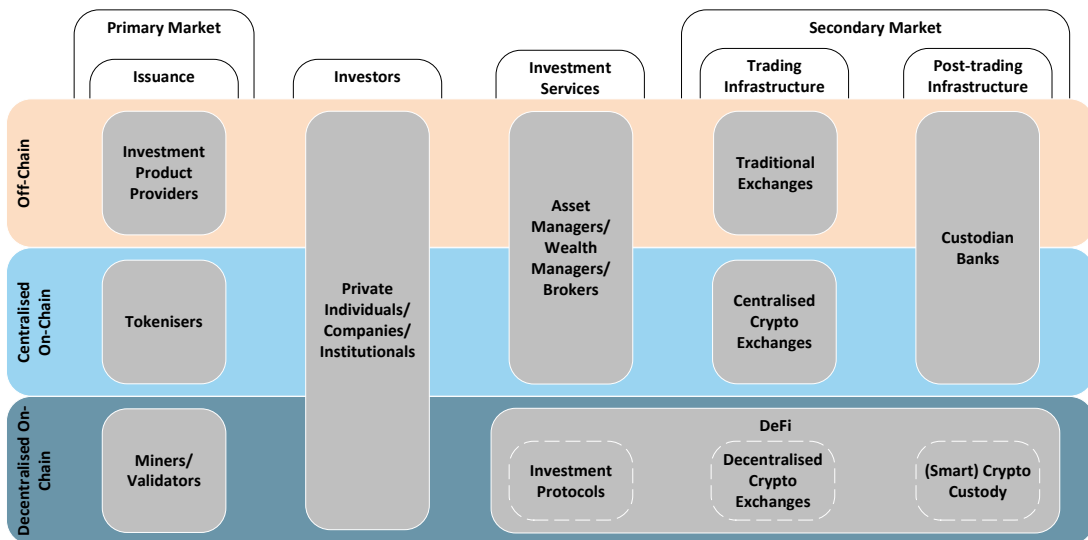 Primary Market
Secondary Market
Issuance
Investors
Investment
Services
Trading
Infrastructure
Post-trading
Infrastructure
Off-Chain
Investment
Product
Providers
Traditional
Exchanges
Asset
Managers/
Wealth
Managers/
Brokers
Custodian
Banks
Centralised
On-Chain
Tokenisers
Private
Individuals/
Companies/
Institutionals
Centralised
Crypto
Exchanges
Decentralised On-
Chain
Miners/
Validators
DeFi
Investment
Protocols
Decentralised
Crypto
Exchanges
(Smart) Crypto
Custody